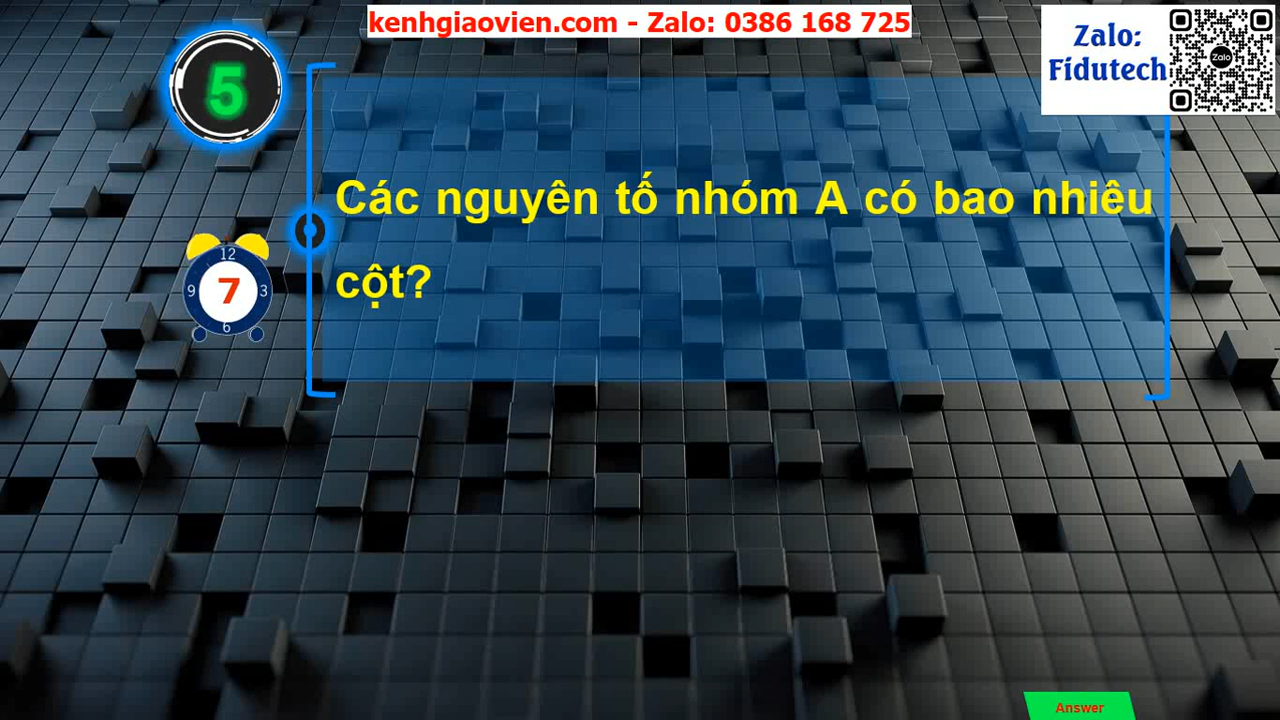 kenhgiaovien.com - Zalo: 0386 168 725
Zalo:
Fidutech
Zalo
5
Các nguyên tố nhóm A có bao nhiêu
cột?
12
9
7
3
6
Answer